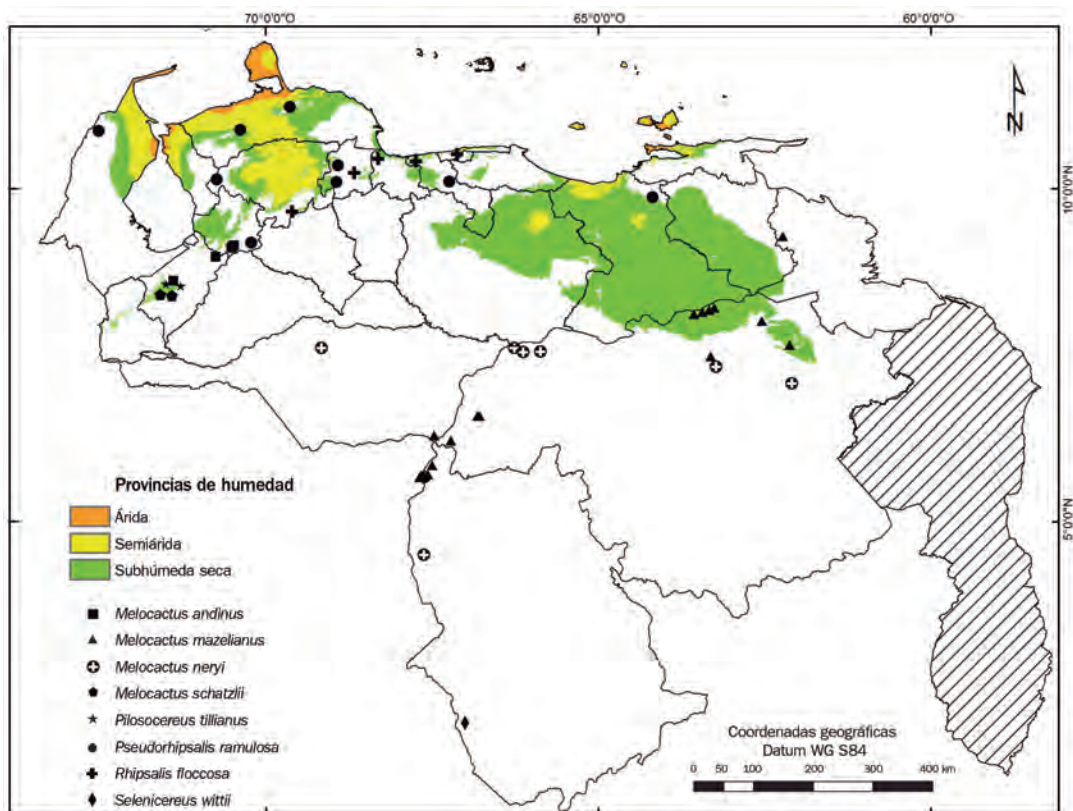 70°0'0"O
65°0'0"O
60°0'0"O
10°0'0"N
5°0'0"N
N
Provincias de humedad
Árida
Semiárida
Subhúmeda seca
Melocactus andinus
Melocactus mazelianus
Melocactus neryi
Melocactus schatzlii
Pilosocereus tillianus
Pseudorhipsalis ramulosa
Rhipsalis floccosa
Selenicereus wittii
Coordenadas geográficas
Datum WG S84
0 50 100 200 300 400 km